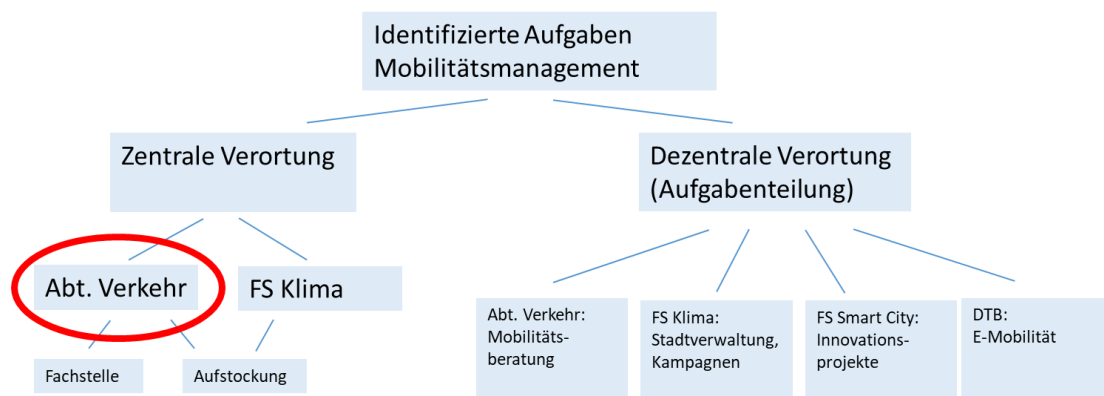 Identifizierte Aufgaben
Mobilitätsmanagement
Zentrale Verortung
Dezentrale Verortung
(Aufgabenteilung)
Abt. Verkehr
FS Klima
Abt. Verkehr:
Mobilitäts-
beratung
FS Klima:
Stadtverwaltung,
Kampagnen
FS Smart City:
Innovations-
projekte
DTB:
E-Mobilität
Fachstelle
Aufstockung